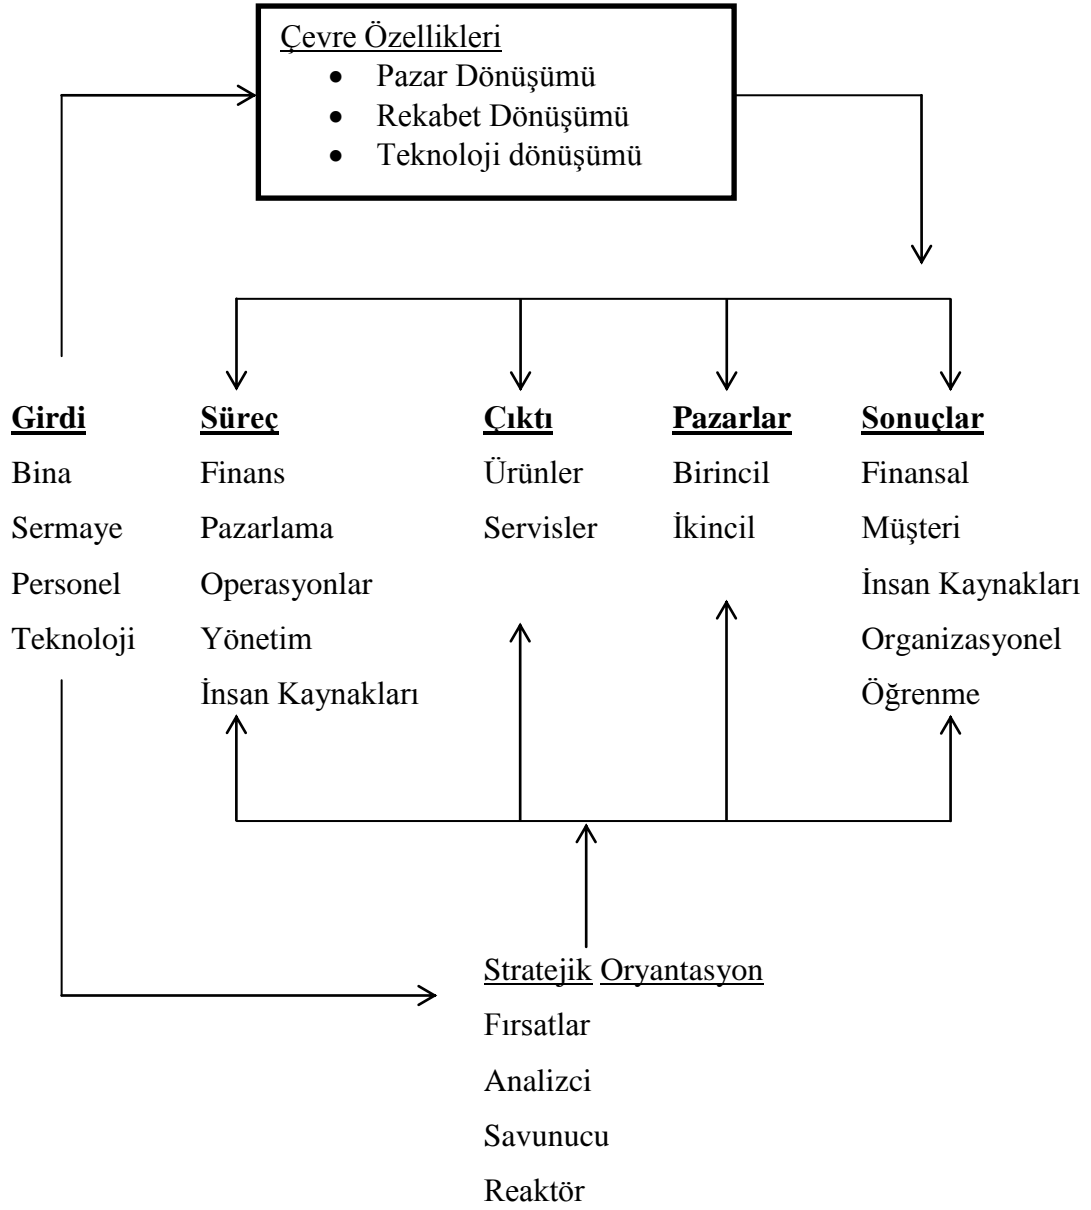 Çevre Özellikleri
• Pazar Dönüşümü
• Rekabet Dönüşümü
• Teknoloji dönüşümü
Girdi
Bina
Sermaye
Personel
Teknoloji
Süreç
Finans
Pazarlama
Operasyonlar
Yönetim
İnsan Kaynakları
Çıktı
Ürünler
Servisler
Pazarlar
Birincil
İkincil
Sonuçlar
Finansal
Müşteri
İnsan Kaynakları
Organizasyonel
Öğrenme
Stratejik Oryantasyon
Fırsatlar
Analizci
Savunucu
Reaktör